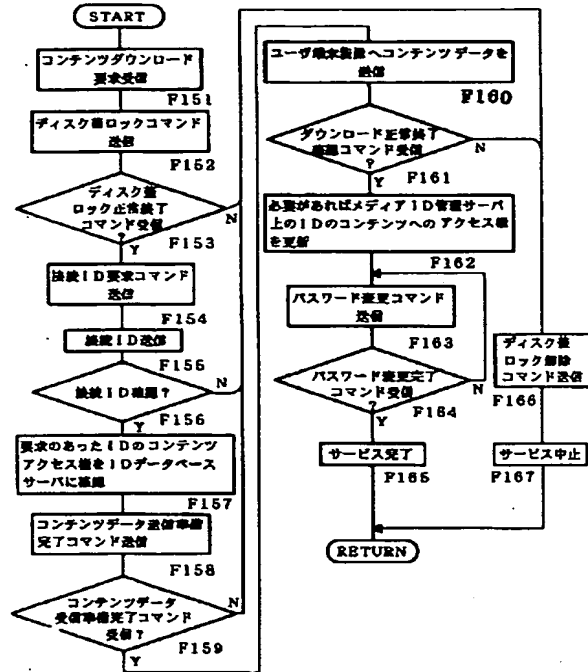 START
コンテンツダウンロード
要求受信
F151
ディスク様ロックコマンド
送信
F152
ディスク様
ロック正常終了
コマンド受信
?
N
Y
F153
接続ID要求コマンド
送信
F154
接続ID送信
F155
接続ID確認?
N
Y
F156
要求のあったIDのコンテンツ
アクセス権をIDデータベース
サーバに確認
F157
コンテンツデータ送信準備
完了コマンド送信
F158
コンテンツデータ
受信準備完了コマンド
受信?
N
Y
F159
ユーザ端末装置へコンテンツデータを
送信
F160
ダウンロード正常終了
確認コマンド受信
?
N
Y
F161
必要があればメディアID管理サーバ
上のIDのコンテンツへのアクセス権
を更新
F162
パスワード変更コマンド
送信
F163
パスワード変更完了
コマンド受信
?
N
Y
F164
サービス完了
F165
ディスク様
ロック解除
コマンド送信
F166
サービス中止
F167
RETURN